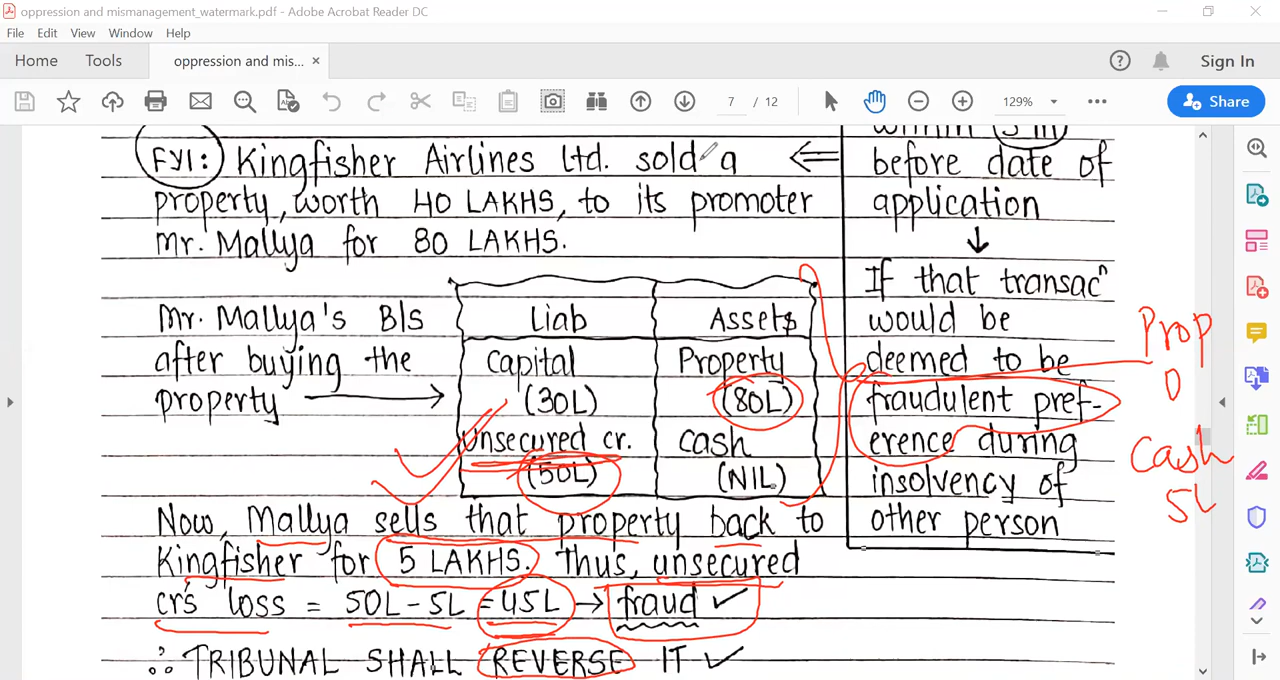 oppression and mismanagement_watermark.pdf - Adobe Acrobat Reader DC
File Edit View Window Help
Home Tools oppression and mis... × Sign In
7 / 12 129% Share
FYI: Kingfisher Airlines Ltd. sold a
property, worth 40 LAKHS, to its promoter
Mr. Mallya for 80 LAKHS.
Mr. Mallya's B/s
after buying the
property
Liab Assets
Capital Property
(30L) (80L)
Unsecured cr. Cash
(50L) (NIL)
Now, Mallya sells that property back to
Kingfisher for 5 LAKHS. Thus, unsecured
cr's loss = 50L - 5L = 45L → fraud ✓
∴ TRIBUNAL SHALL REVERSE IT ✓
within (3 m)
before date of
application
↓
If that transacⁿ
would be
deemed to be
fraudulent pref-
erence during
insolvency of
other person
Prop
0
Cash
5L